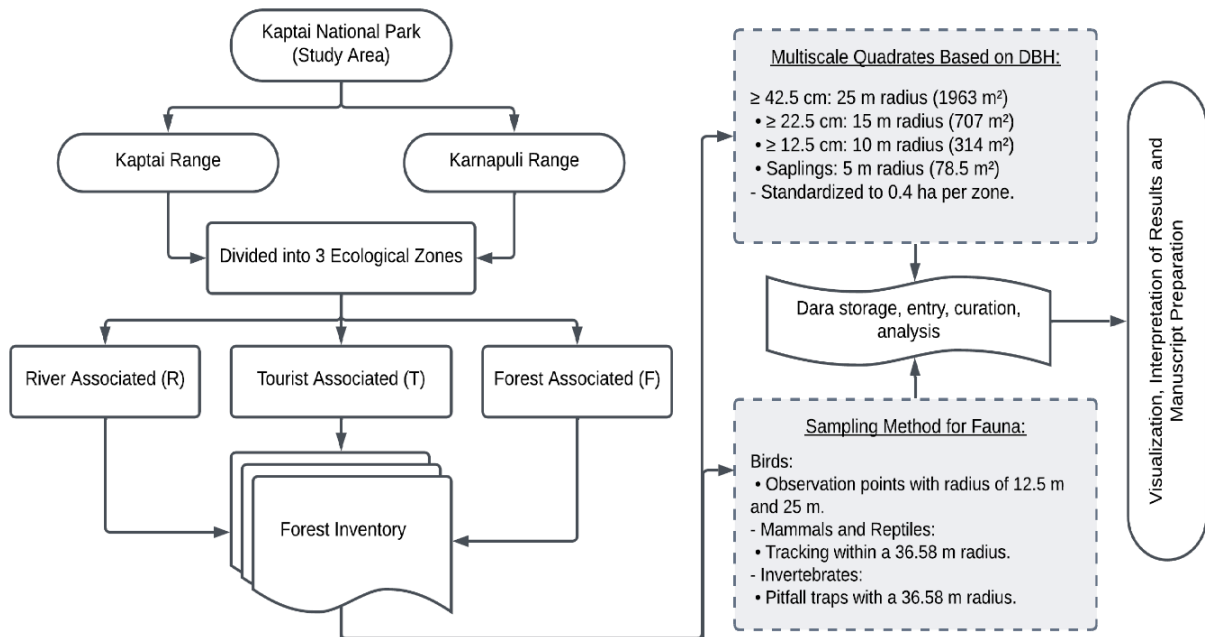 Kaptai National Park
(Study Area)
Kaptai Range
Karnapuli Range
Divided into 3 Ecological Zones
River Associated (R)
Tourist Associated (T)
Forest Associated (F)
Forest Inventory
Multiscale Quadrates Based on DBH:
≥ 42.5 cm: 25 m radius (1963 m²)
• ≥ 22.5 cm: 15 m radius (707 m²)
• ≥ 12.5 cm: 10 m radius (314 m²)
• Saplings: 5 m radius (78.5 m²)
- Standardized to 0.4 ha per zone.
Dara storage, entry, curation,
analysis
Sampling Method for Fauna:
Birds:
• Observation points with radius of 12.5 m
and 25 m.
- Mammals and Reptiles:
• Tracking within a 36.58 m radius.
- Invertebrates:
• Pitfall traps with a 36.58 m radius.
Visualization, Interpretation of Results and
Manuscript Preparation